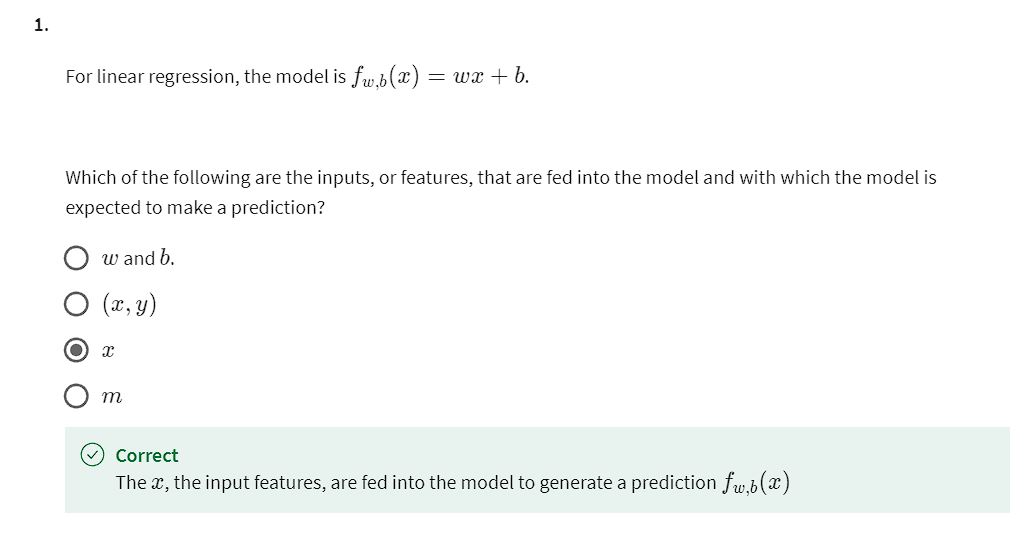 1.
For linear regression, the model is f_{w,b}(x) = wx + b.
Which of the following are the inputs, or features, that are fed into the model and with which the model is
expected to make a prediction?
w and b.
(x, y)
x
m
Correct
The x, the input features, are fed into the model to generate a prediction f_{w,b}(x)